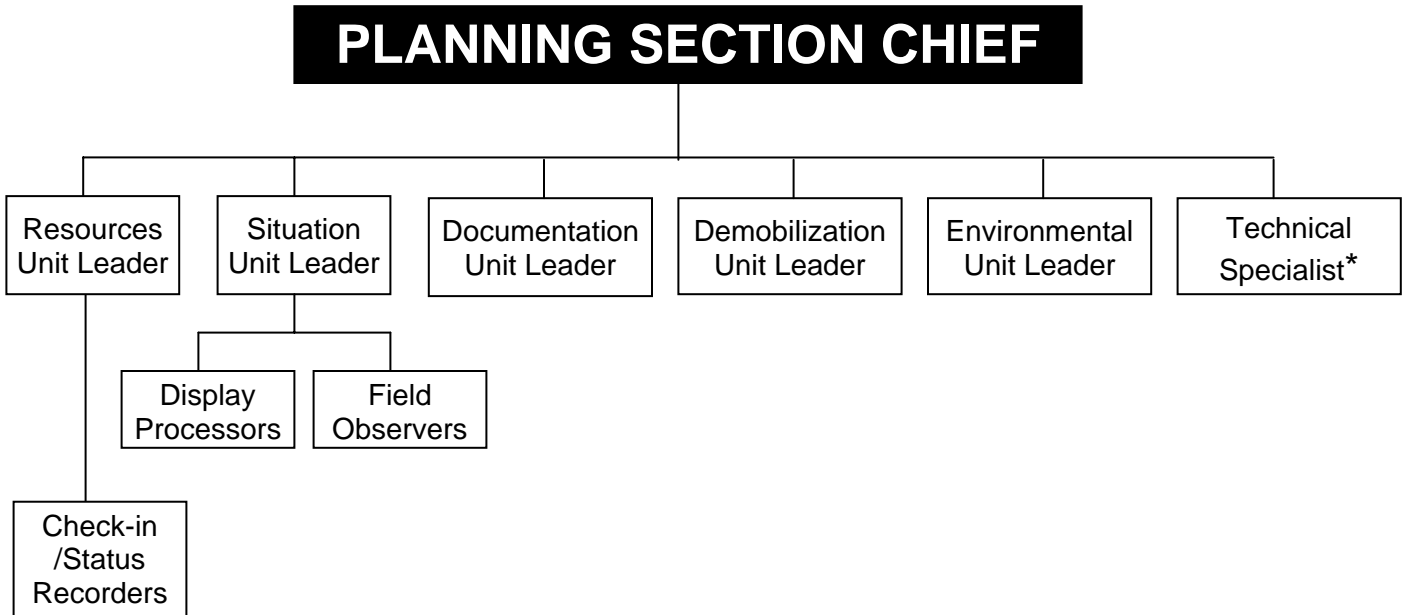 PLANNING SECTION CHIEF
Resources
Unit Leader
Situation
Unit Leader
Documentation
Unit Leader
Demobilization
Unit Leader
Environmental
Unit Leader
Technical
Specialist*
Display
Processors
Field
Observers
Check-in
/Status
Recorders